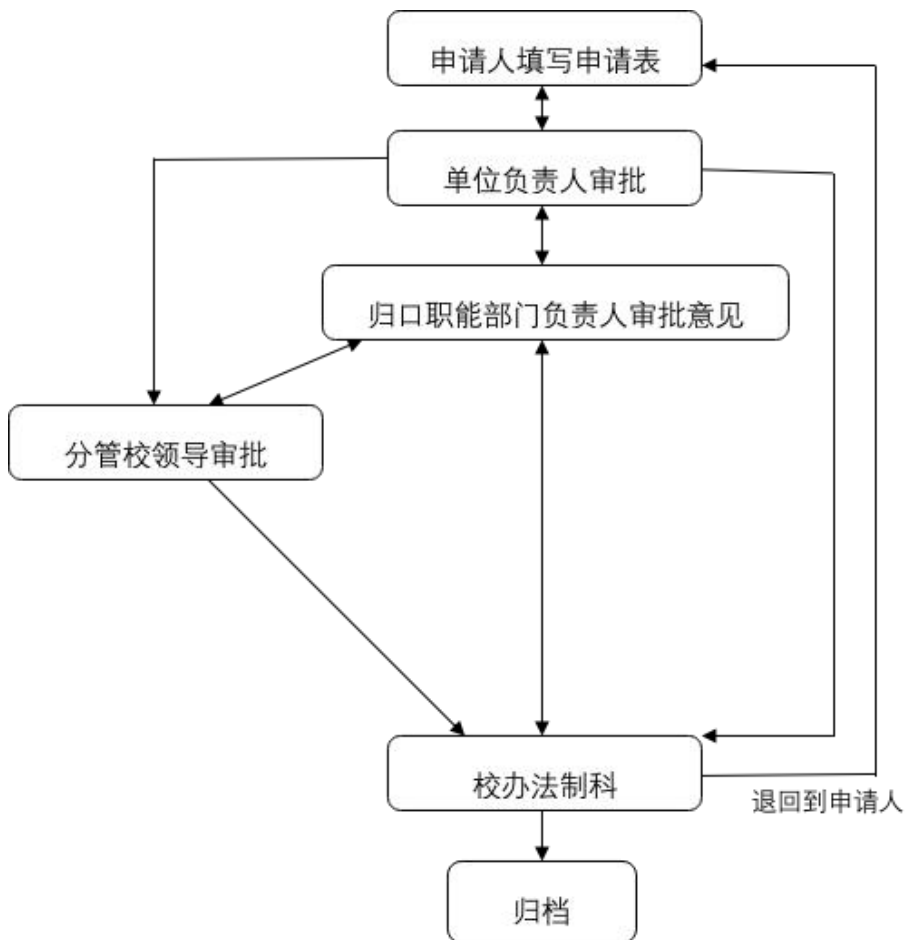 申请人填写申请表
单位负责人审批
归口职能部门负责人审批意见
分管校领导审批
校办法制科
退回到申请人
归档